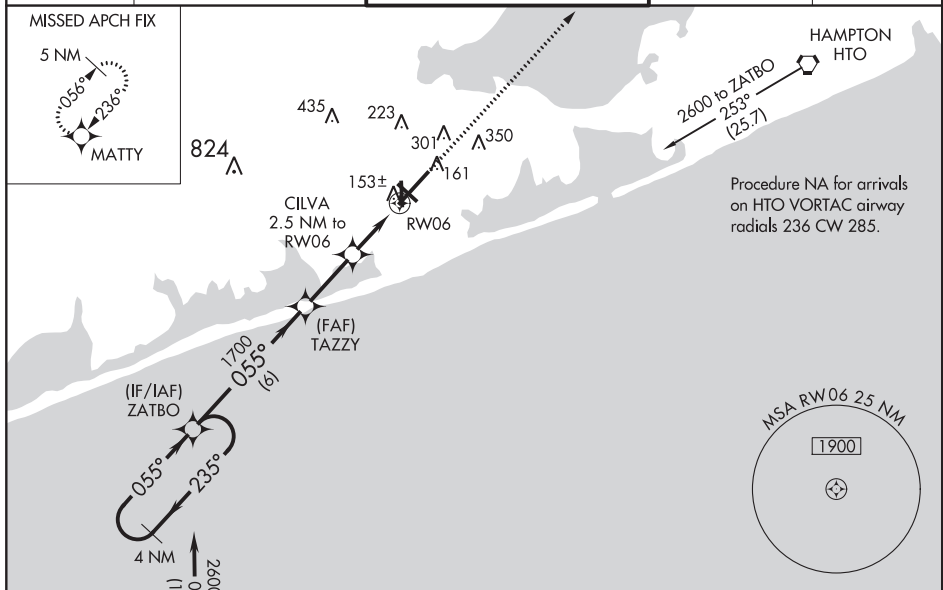 MISSED APCH FIX
5 NM
056°
236°
MATTY
HAMPTON
HTO
2600 to ZATBO
253°
(25.7)
435
223
301
350
161
824
153±
CILVA
2.5 NM to
RW06
RW06
Procedure NA for arrivals
on HTO VORTAC airway
radials 236 CW 285.
(FAF)
TAZZY
1700
055°
(6)
(IF/IAF)
ZATBO
055°
235°
4 NM
2600
MSA RW06 25 NM
1900